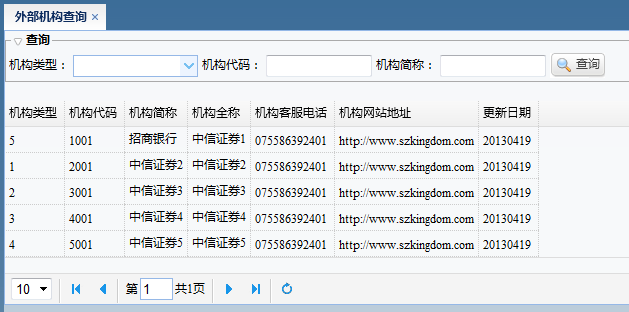 外部机构查询 ×
查询
机构类型： 机构代码： 机构简称： 查询
机构类型 机构代码 机构简称 机构全称 机构客服电话 机构网站地址 更新日期
5 1001 招商银行 中信证券1 075586392401 http://www.szkingdom.com 20130419
1 2001 中信证券2 中信证券2 075586392401 http://www.szkingdom.com 20130419
2 3001 中信证券3 中信证券3 075586392401 http://www.szkingdom.com 20130419
3 4001 中信证券4 中信证券4 075586392401 http://www.szkingdom.com 20130419
4 5001 中信证券5 中信证券5 075586392401 http://www.szkingdom.com 20130419
10 第 1 共1页